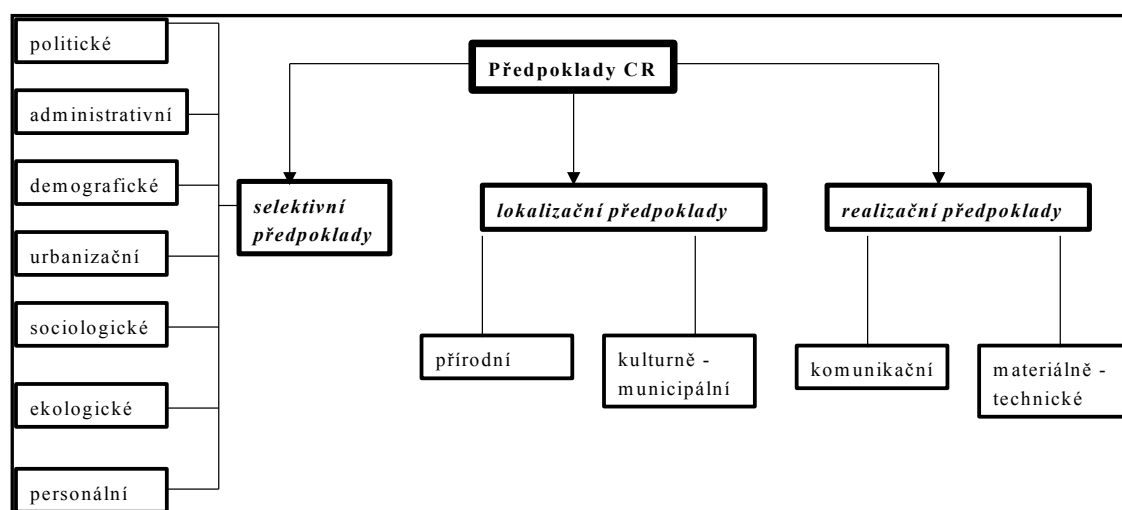 Předpoklady CR
politické
administrativní
demografické
urbanizační
sociologické
ekologické
personální
selektivní
předpoklady
lokalizační předpoklady
realizační předpoklady
přírodní
kulturně -
municipální
komunikační
materiálně -
technické